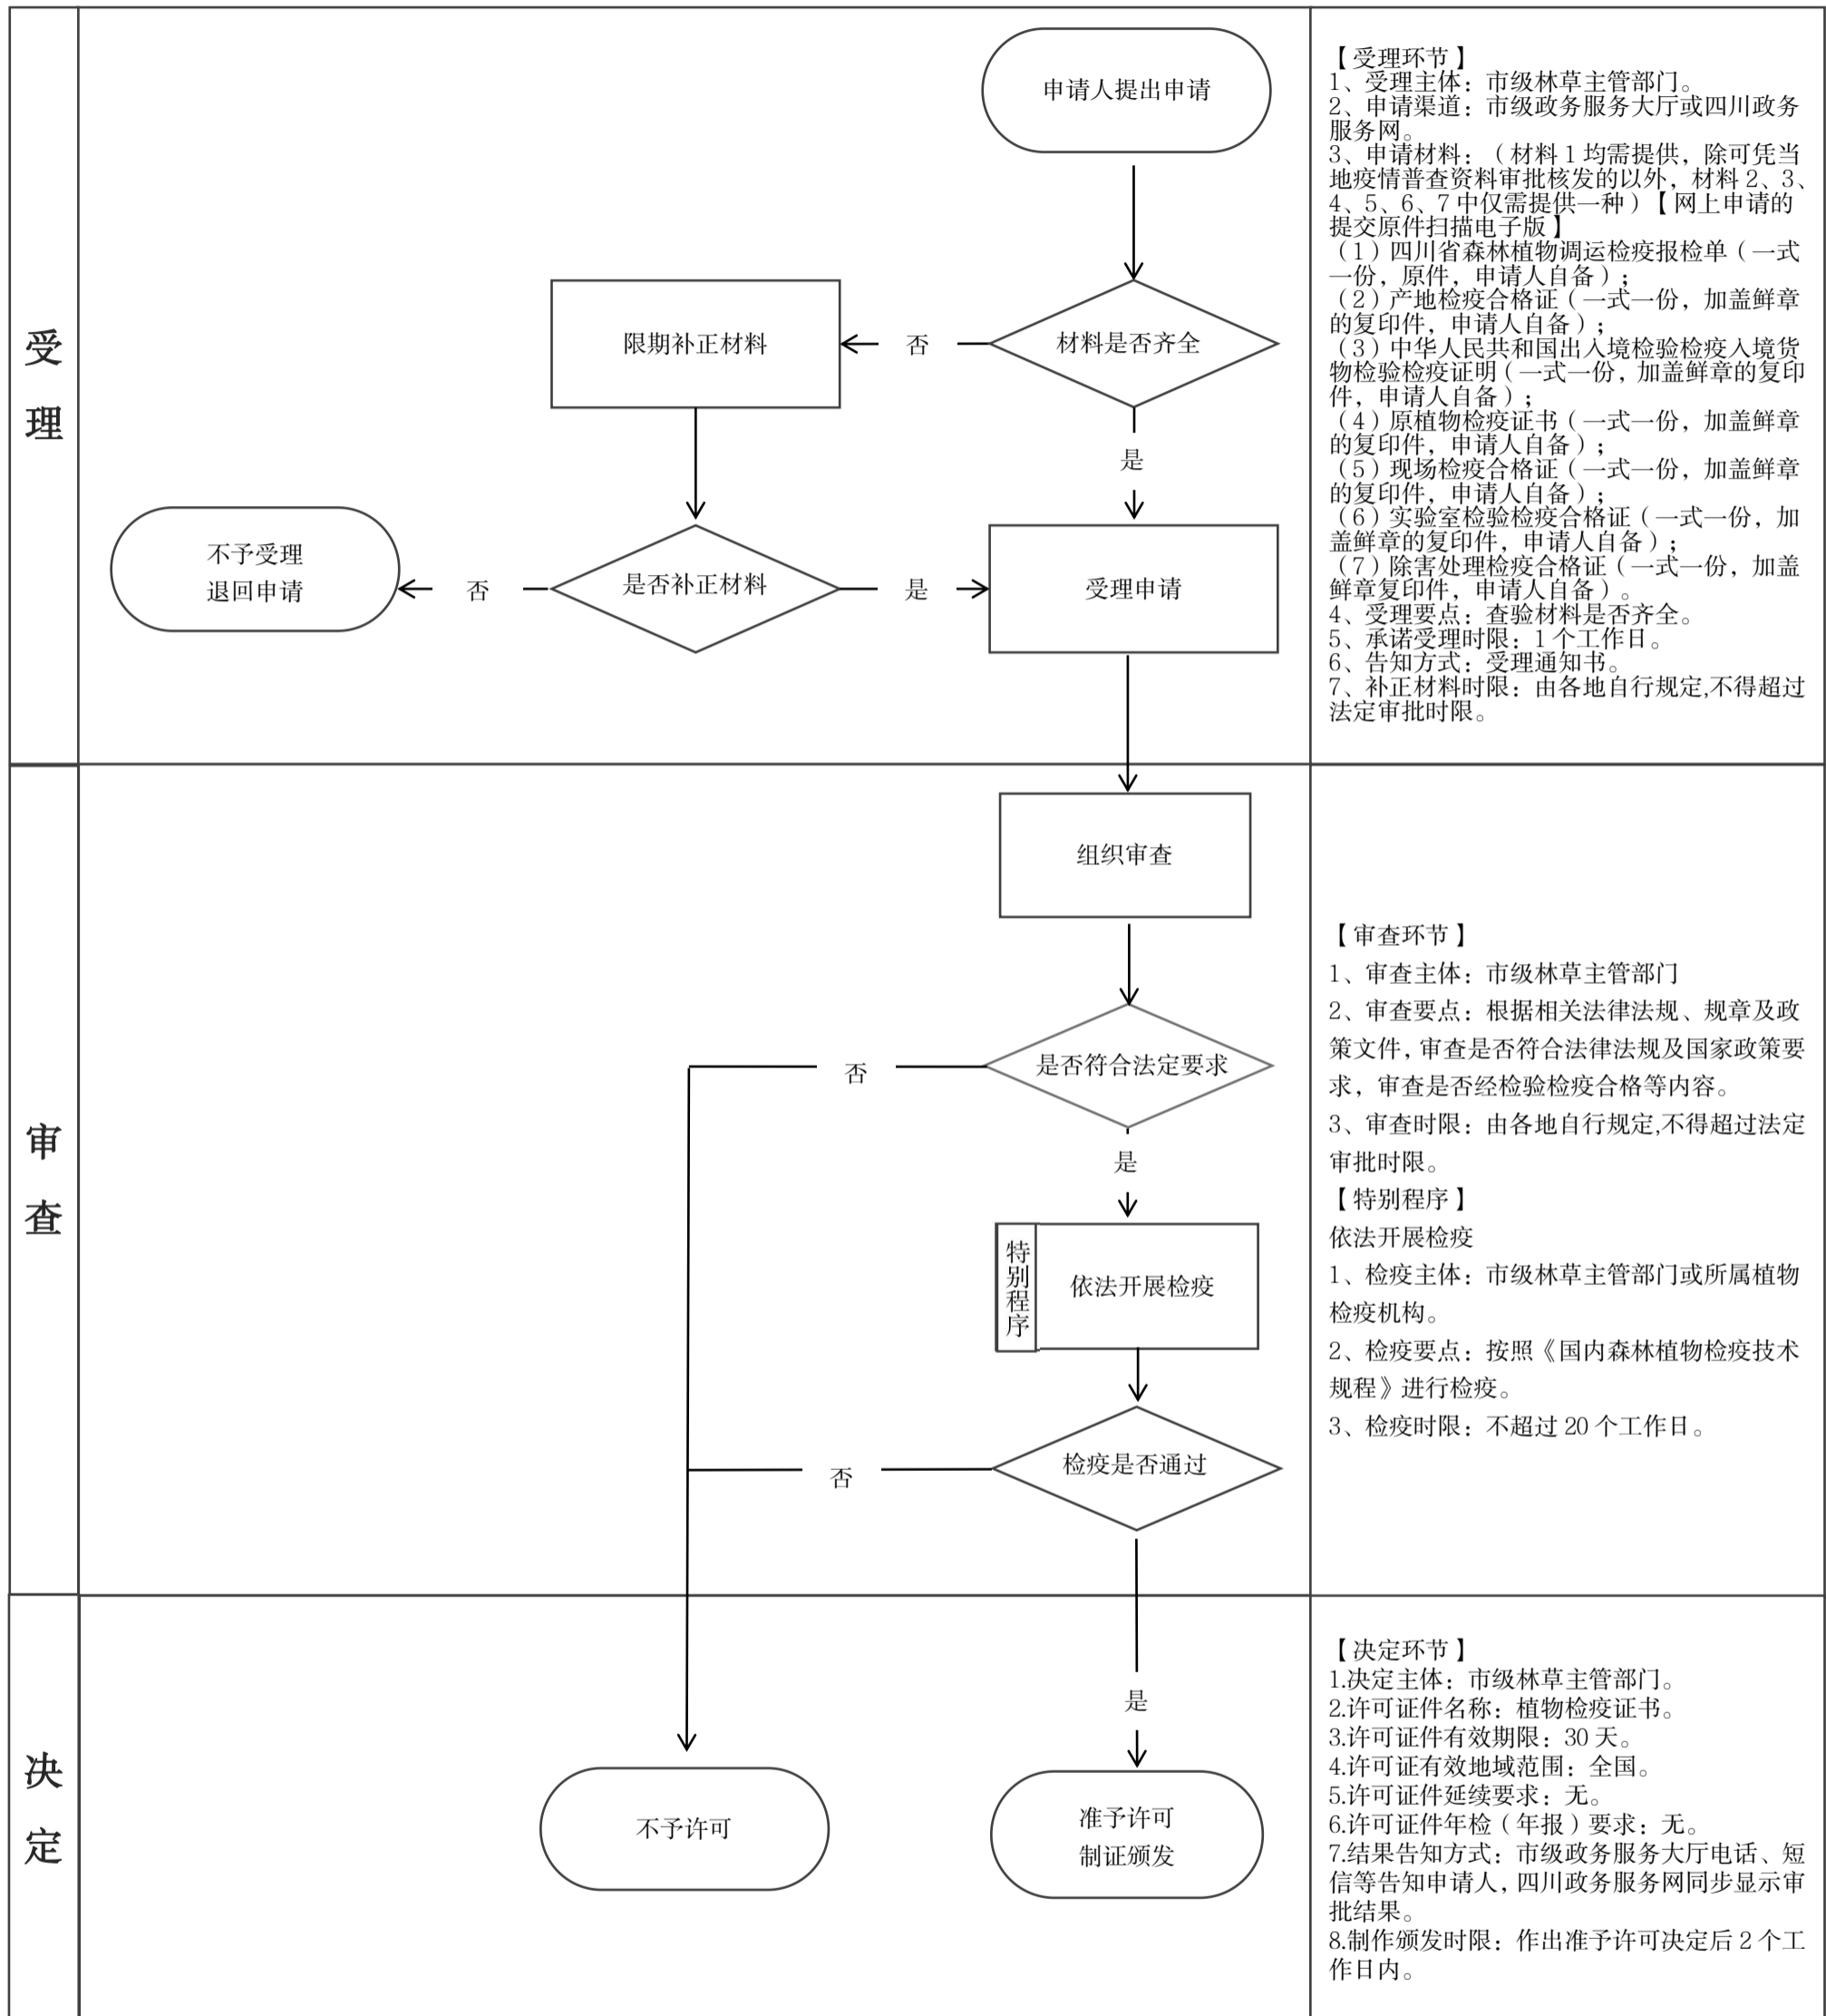 受
理
申请人提出申请
材料是否齐全
否
限期补正材料
是
是否补正材料
否
不予受理
退回申请
是
受理申请
【受理环节】
1、受理主体：市级林草主管部门。
2、申请渠道：市级政务服务大厅或四川政务
服务网。
3、申请材料：（材料 1 均需提供，除可凭当
地疫情普查资料审批核发的以外，材料 2、3、
4、5、6、7 中仅需提供一种）【网上申请的
提交原件扫描电子版】
（1）四川省森林植物调运检疫报检单（一式
一份，原件，申请人自备）；
（2）产地检疫合格证（一式一份，加盖鲜章
的复印件，申请人自备）；
（3）中华人民共和国出入境检验检疫入境货
物检验检疫证明（一式一份，加盖鲜章的复印
件，申请人自备）；
（4）原植物检疫证书（一式一份，加盖鲜章
的复印件，申请人自备）；
（5）现场检疫合格证（一式一份，加盖鲜章
的复印件，申请人自备）；
（6）实验室检验检疫合格证（一式一份，加
盖鲜章的复印件，申请人自备）；
（7）除害处理检疫合格证（一式一份，加盖
鲜章复印件，申请人自备）。
4、受理要点：查验材料是否齐全。
5、承诺受理时限：1 个工作日。
6、告知方式：受理通知书。
7、补正材料时限：由各地自行规定,不得超过
法定审批时限。
审
查
组织审查
是否符合法定要求
否
是
特别程序
依法开展检疫
检疫是否通过
否
【审查环节】
1、审查主体：市级林草主管部门
2、审查要点：根据相关法律法规、规章及政
策文件，审查是否符合法律法规及国家政策要
求，审查是否经检验检疫合格等内容。
3、审查时限：由各地自行规定,不得超过法定
审批时限。
【特别程序】
依法开展检疫
1、检疫主体：市级林草主管部门或所属植物
检疫机构。
2、检疫要点：按照《国内森林植物检疫技术
规程》进行检疫。
3、检疫时限：不超过 20 个工作日。
决
定
是
不予许可
准予许可
制证颁发
【决定环节】
1.决定主体：市级林草主管部门。
2.许可证件名称：植物检疫证书。
3.许可证件有效期限：30 天。
4.许可证有效地域范围：全国。
5.许可证件延续要求：无。
6.许可证件年检（年报）要求：无。
7.结果告知方式：市级政务服务大厅电话、短
信等告知申请人，四川政务服务网同步显示审
批结果。
8.制作颁发时限：作出准予许可决定后 2 个工
作日内。